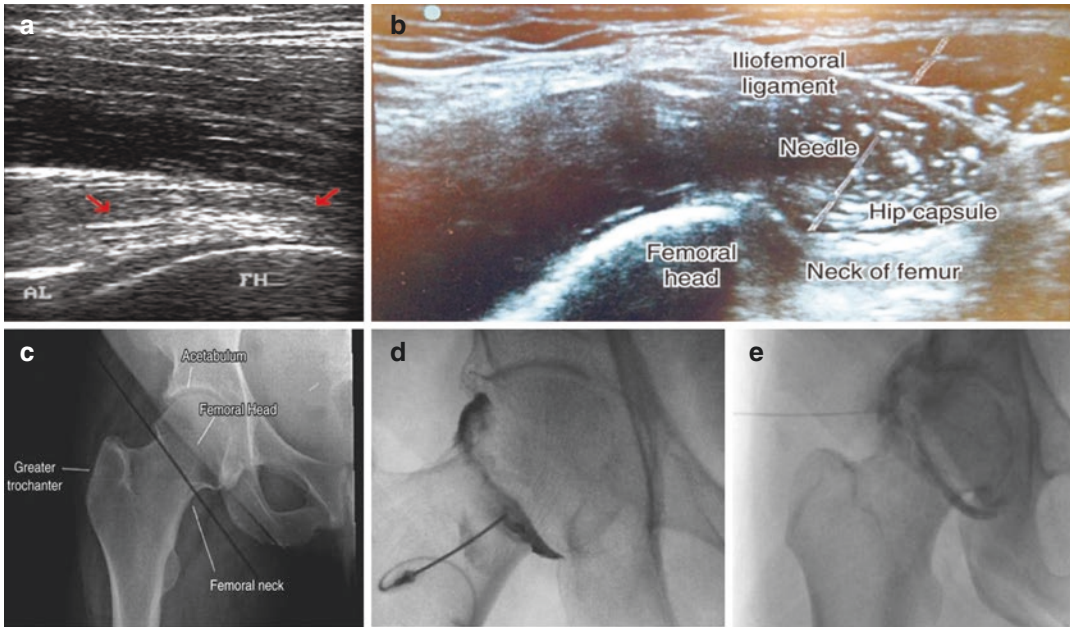 a
AL
FH
b
Iliofemoral
ligament
Needle
Hip capsule
Femoral
head
Neck of femur
c
Acetabulum
Femoral Head
Greater
trochanter
Femoral neck
d
e